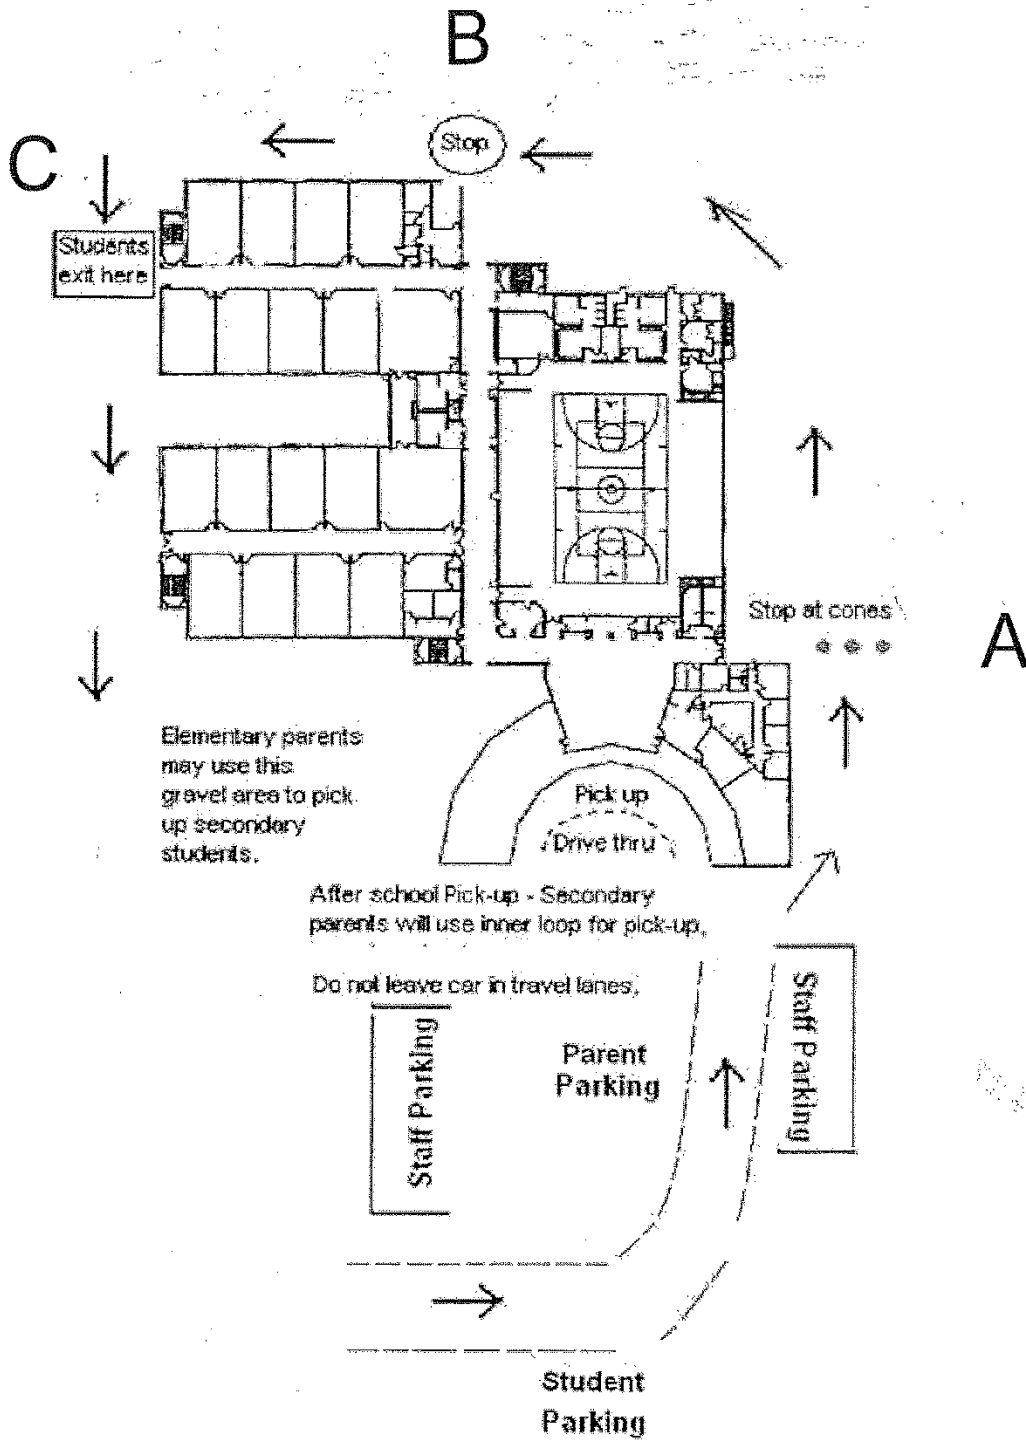 B
C
Stop
Students
exit here
Stop at cones
A
Elementary parents
may use this
gravel area to pick
up secondary
students.
Pick up
Drive thru
After school Pick-up - Secondary
parents will use inner loop for pick-up.
Do not leave car in travel lanes.
Staff Parking
Parent
Parking
Staff Parking
Student
Parking